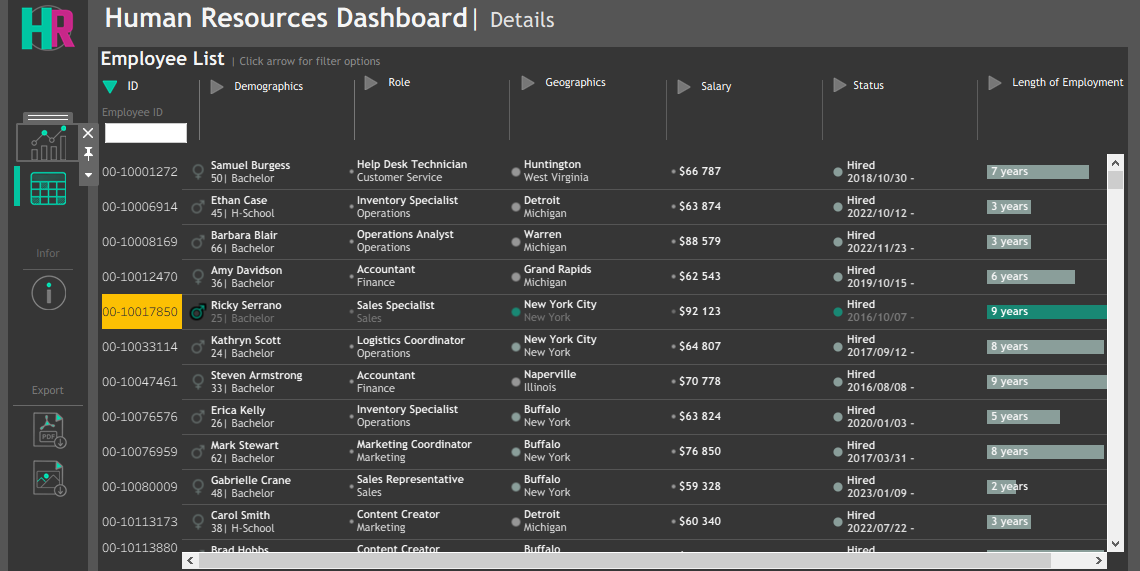 HR
Human Resources Dashboard| Details
Employee List | Click arrow for filter options
ID
Demographics
Role
Geographics
Salary
Status
Length of Employment
Employee ID
00-10001272
Samuel Burgess
50| Bachelor
Help Desk Technician
Customer Service
Huntington
West Virginia
$66 787
Hired
2018/10/30 -
7 years
00-10006914
Ethan Case
45| H-School
Inventory Specialist
Operations
Detroit
Michigan
$63 874
Hired
2022/10/12 -
3 years
00-10008169
Barbara Blair
66| Bachelor
Operations Analyst
Operations
Warren
Michigan
$88 579
Hired
2022/11/23 -
3 years
00-10012470
Amy Davidson
36| Bachelor
Accountant
Finance
Grand Rapids
Michigan
$62 543
Hired
2019/10/15 -
6 years
00-10017850
Ricky Serrano
25| Bachelor
Sales Specialist
Sales
New York City
New York
$92 123
Hired
2016/10/07 -
9 years
00-10033114
Kathryn Scott
24| Bachelor
Logistics Coordinator
Operations
New York City
New York
$64 807
Hired
2017/09/12 -
8 years
00-10047461
Steven Armstrong
33| Bachelor
Accountant
Finance
Naperville
Illinois
$70 778
Hired
2016/08/08 -
9 years
00-10076576
Erica Kelly
26| Bachelor
Inventory Specialist
Operations
Buffalo
New York
$63 824
Hired
2020/01/03 -
5 years
00-10076959
Mark Stewart
62| Bachelor
Marketing Coordinator
Marketing
Buffalo
New York
$76 850
Hired
2017/03/31 -
8 years
00-10080009
Gabrielle Crane
48| Bachelor
Sales Representative
Sales
Buffalo
New York
$59 328
Hired
2023/01/09 -
2 years
00-10113173
Carol Smith
38| H-School
Content Creator
Marketing
Detroit
Michigan
$60 340
Hired
2022/07/22 -
3 years
00-10113880
Brad Hobbs
Content Creator
Buffalo
Hired
Infor
Export
PDF